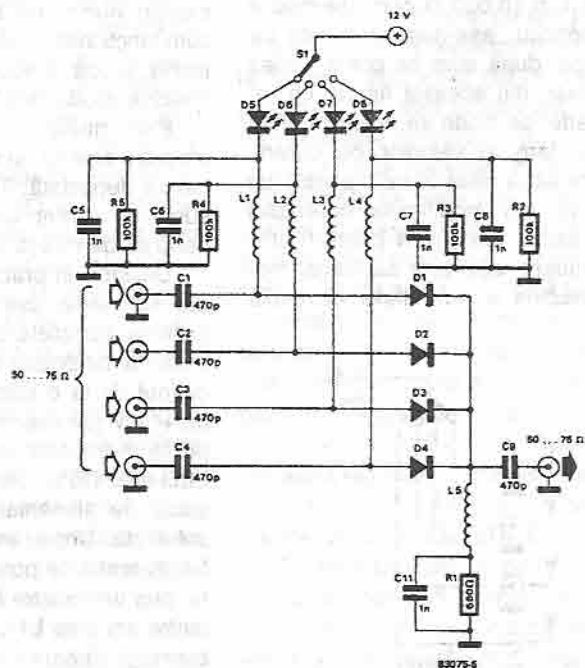 12 V
S1
D5
D6
D7
D8
C5
1n
R5
100k
C6
1n
R4
100k
L1
L2
L3
L4
C7
1n
R3
100k
C8
1n
R2
100k
C1
470p
D1
C2
470p
D2
50 .... 75 Ω
C3
470p
D3
C4
470p
D4
C9
470p
50 ... 75 Ω
L5
C11
1n
R1
680Ω
83075-5